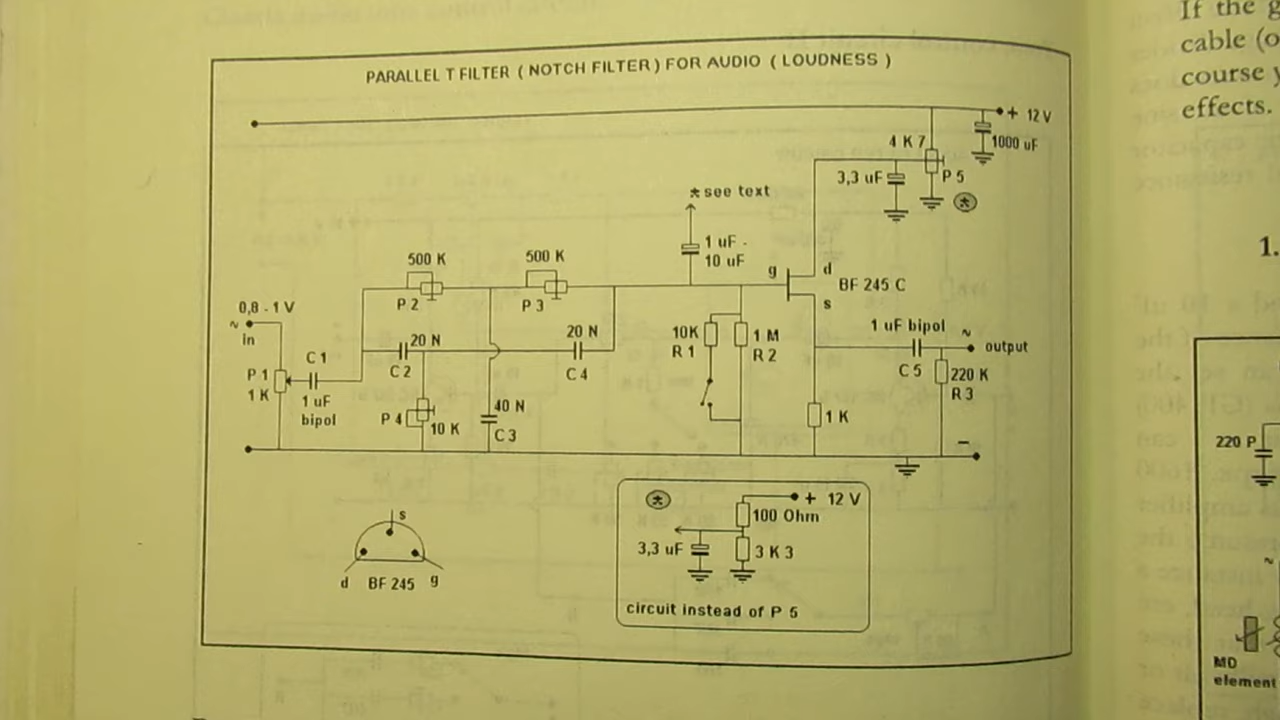 PARALLEL T FILTER ( NOTCH FILTER ) FOR AUDIO ( LOUDNESS )
+ 12 V
1000 uF
4 K 7
3,3 uF
P 5
*
* see text
1 uF -
10 uF
g
d
s
BF 245 C
500 K
P 2
500 K
P 3
0,8 - 1 V
~
in
P 1
1 K
C 1
1 uF
bipol
20 N
C 2
20 N
C 4
P 4
10 K
40 N
C 3
10K
R 1
1 M
R 2
1 uF bipol
C 5
~
output
220 K
R 3
1 K
–
s
d
BF 245
g
*
+ 12 V
100 Ohm
3,3 uF
3 K 3
circuit instead of P 5
If the g
cable (o
course y
effects.
1.
220 P
~
MD
element